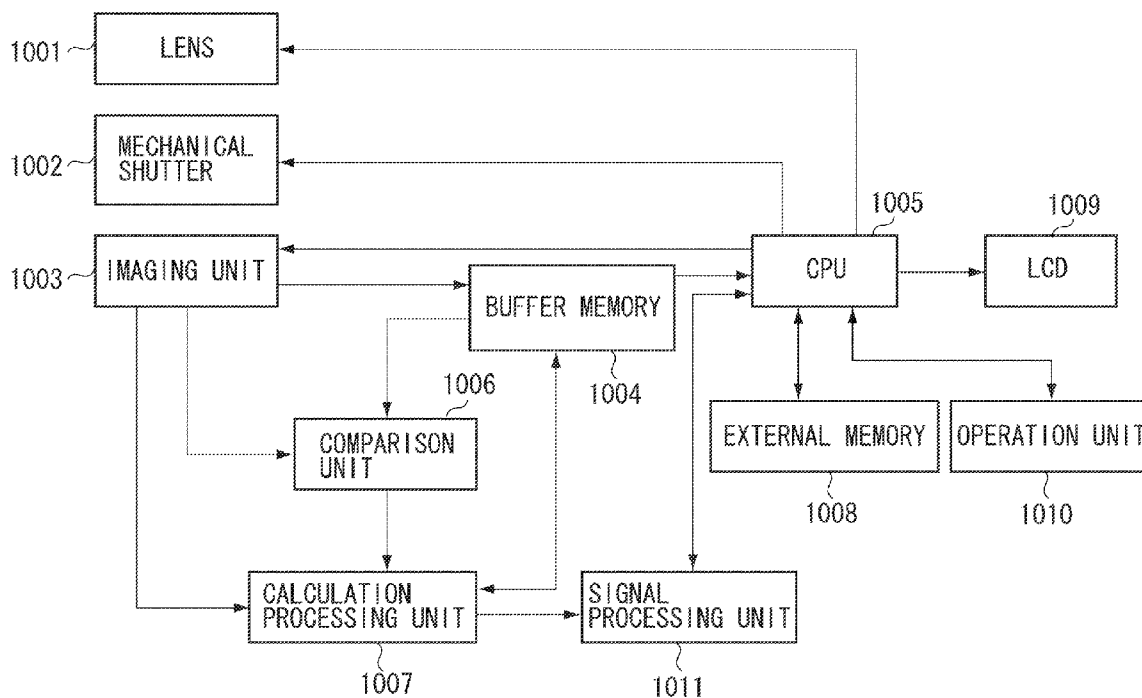 1001
LENS
1002
MECHANICAL
SHUTTER
1005
1009
1003
IMAGING UNIT
CPU
LCD
BUFFER MEMORY
1004
1006
COMPARISON
UNIT
EXTERNAL MEMORY
OPERATION UNIT
1008
1010
CALCULATION
PROCESSING UNIT
SIGNAL
PROCESSING UNIT
1007
1011